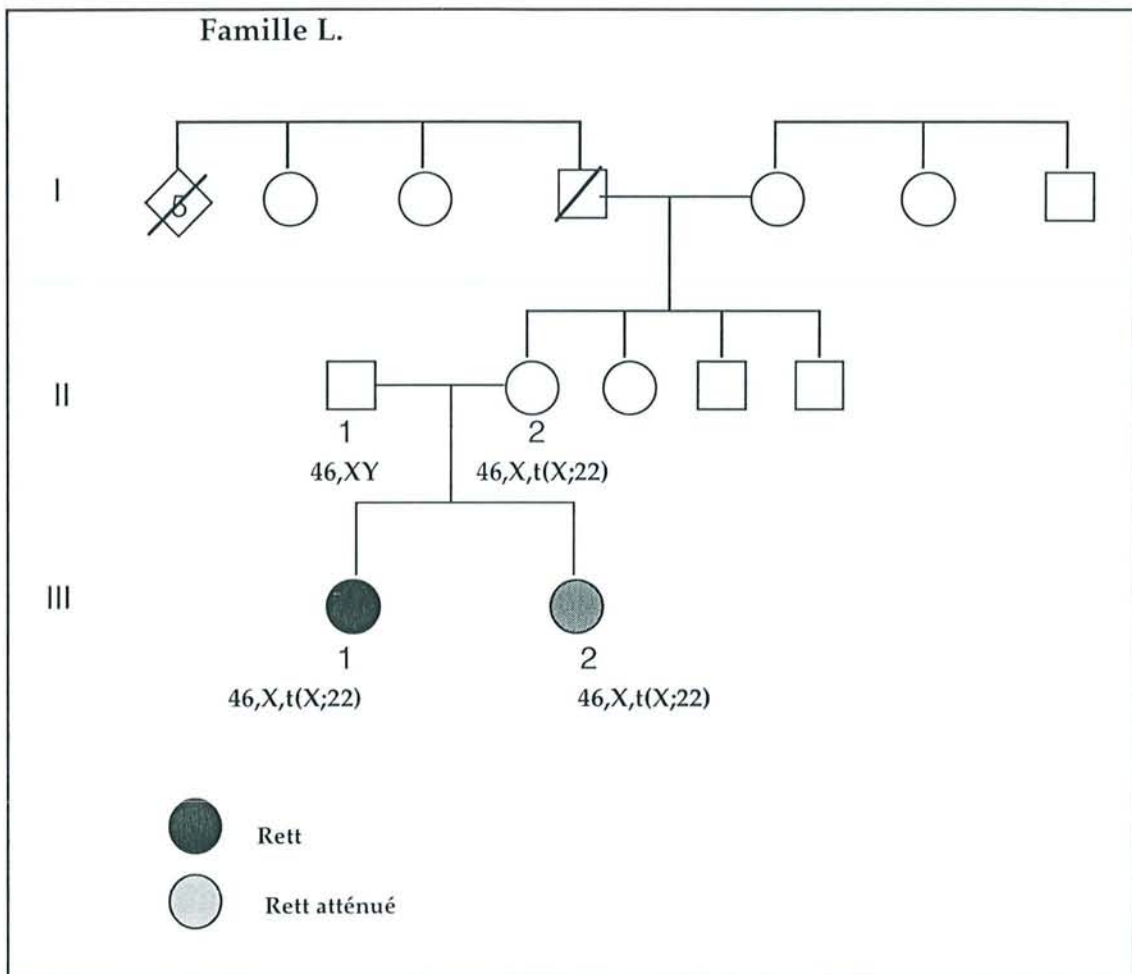 Famille L.
I
5
II
1
2
46,XY
46,X,t(X;22)
III
1
2
46,X,t(X;22)
46,X,t(X;22)
Rett
Rett atténué